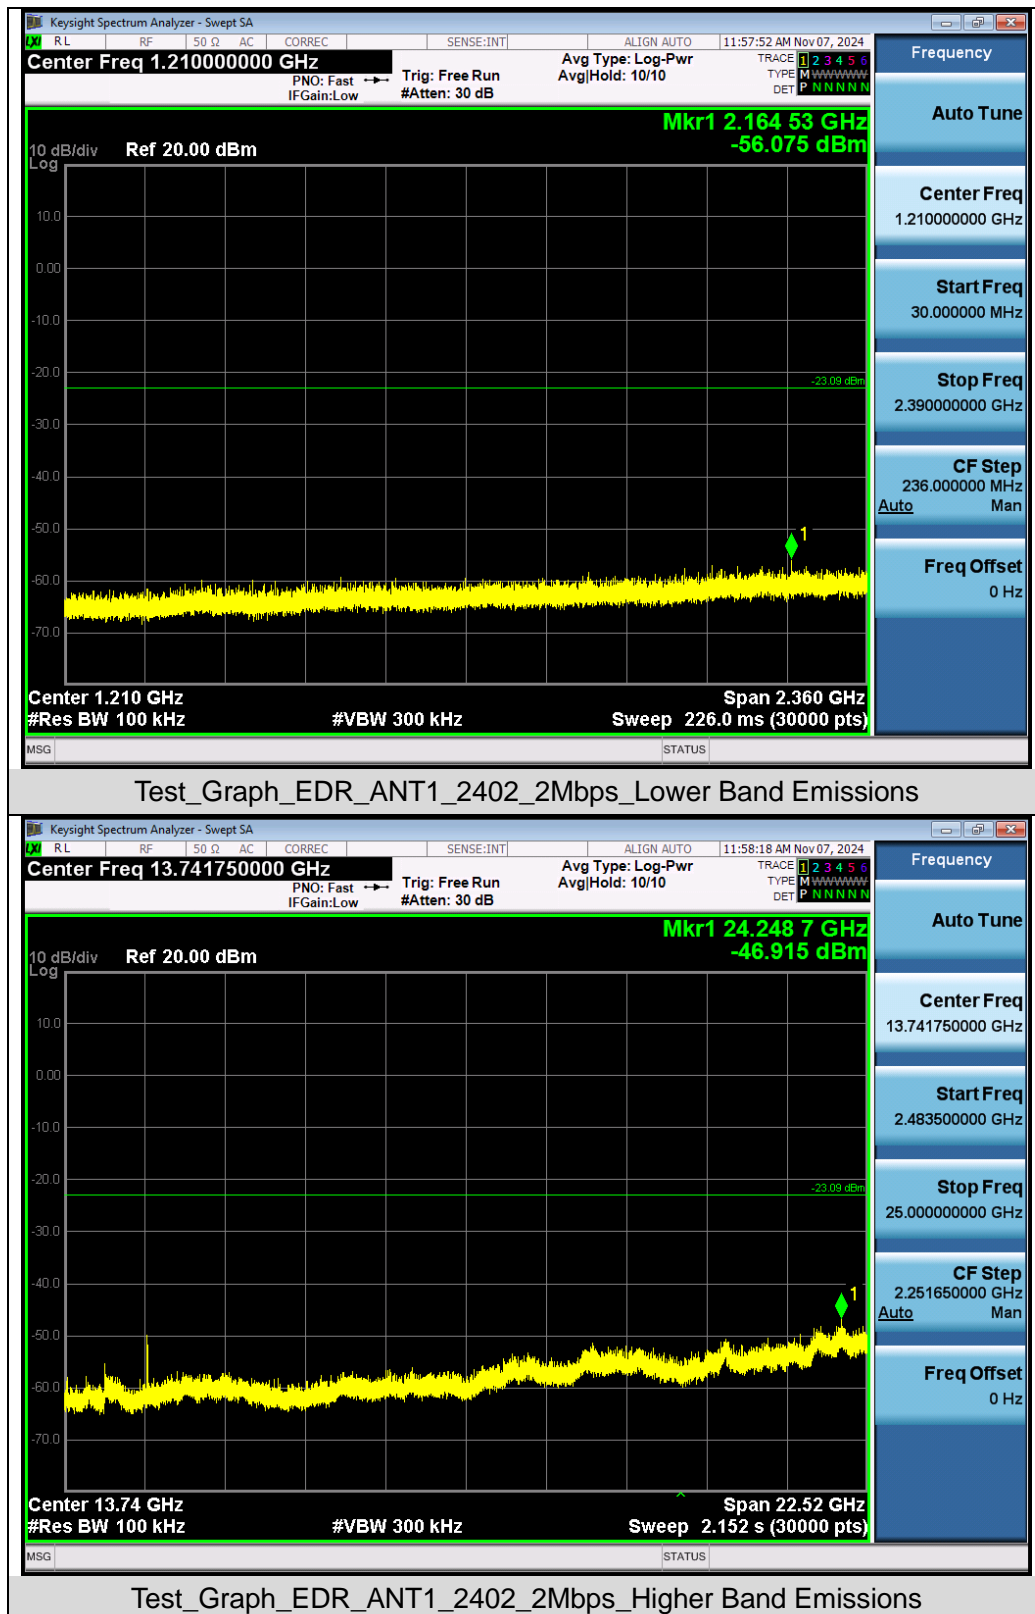 Keysight Spectrum Analyzer - Swept SA
LXI RL RF 50 Ω AC CORREC SENSE:INT ALIGN AUTO 11:57:52 AM Nov 07, 2024
Center Freq 1.210000000 GHz
PNO: Fast
IFGain:Low
Trig: Free Run
#Atten: 30 dB
Avg Type: Log-Pwr
Avg|Hold: 10/10
TRACE 1 2 3 4 5 6
TYPE M WWWWW
DET P N N N N N
Mkr1 2.164 53 GHz
-56.075 dBm
10 dB/div Ref 20.00 dBm
Log
10.0
0.00
-10.0
-20.0
-23.09 dBm
-30.0
-40.0
-50.0
1
-60.0
-70.0
Center 1.210 GHz Span 2.360 GHz
#Res BW 100 kHz #VBW 300 kHz Sweep 226.0 ms (30000 pts)
MSG STATUS
Frequency
Auto Tune
Center Freq
1.210000000 GHz
Start Freq
30.000000 MHz
Stop Freq
2.390000000 GHz
CF Step
236.000000 MHz
Auto Man
Freq Offset
0 Hz
Test_Graph_EDR_ANT1_2402_2Mbps_Lower Band Emissions
Keysight Spectrum Analyzer - Swept SA
LXI RL RF 50 Ω AC CORREC SENSE:INT ALIGN AUTO 11:58:18 AM Nov 07, 2024
Center Freq 13.741750000 GHz
PNO: Fast
IFGain:Low
Trig: Free Run
#Atten: 30 dB
Avg Type: Log-Pwr
Avg|Hold: 10/10
TRACE 1 2 3 4 5 6
TYPE M WWWWW
DET P N N N N N
Mkr1 24.248 7 GHz
-46.915 dBm
10 dB/div Ref 20.00 dBm
Log
10.0
0.00
-10.0
-20.0
-23.09 dBm
-30.0
-40.0
1
-50.0
-60.0
-70.0
Center 13.74 GHz Span 22.52 GHz
#Res BW 100 kHz #VBW 300 kHz Sweep 2.152 s (30000 pts)
MSG STATUS
Frequency
Auto Tune
Center Freq
13.741750000 GHz
Start Freq
2.483500000 GHz
Stop Freq
25.000000000 GHz
CF Step
2.251650000 GHz
Auto Man
Freq Offset
0 Hz
Test_Graph_EDR_ANT1_2402_2Mbps_Higher Band Emissions